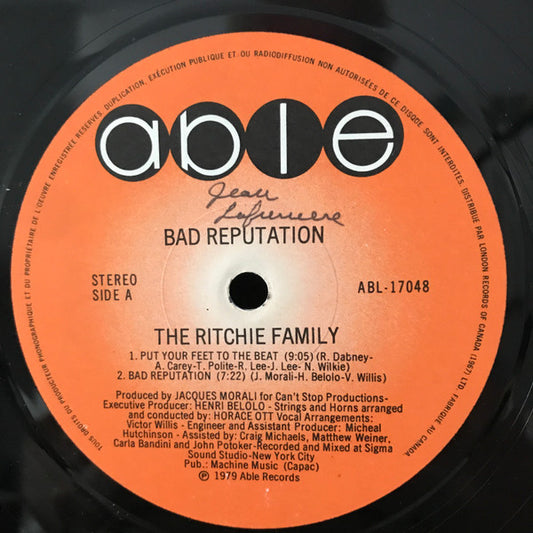 TOUS DROITS DU PRODUCTEUR PHONOGRAPHIQUE ET DU PROPRIÉTAIRE DE L'OEUVRE ENREGISTRÉE RESERVÉS. DUPLICATION, EXÉCUTION PUBLIQUE ET OU RADIODIFFUSION NON AUTORISÉES DE CE DISQUE SONT INTERDITES. DISTRIBUÉ PAR LONDON RECORDS OF CANADA (1967) LTD. FABRIQUÉ AU CANADA.
able
Jean
BAD REPUTATION
STEREO
SIDE A
ABL-17048
THE RITCHIE FAMILY
1. PUT YOUR FEET TO THE BEAT (9:05) (R. Dabney-
A. Carey-T. Polite-R. Lee-J. Lee- N. Wilkie)
2. BAD REPUTATION (7:22) (J. Morali-H. Belolo-V. Willis)
Produced by JACQUES MORALI for Can't Stop Productions-
Executive Producer: HENRI BELOLO - Strings and Horns arranged
and conducted by: HORACE OTT Vocal Arrangements:
Victor Willis - Engineer and Assistant Producer: Micheal
Hutchinson - Assisted by: Craig Michaels, Matthew Weiner,
Carla Bandini and John Potoker-Recorded and Mixed at Sigma
Sound Studio-New York City
Pub.: Machine Music (Capac)
Ⓟ 1979 Able Records